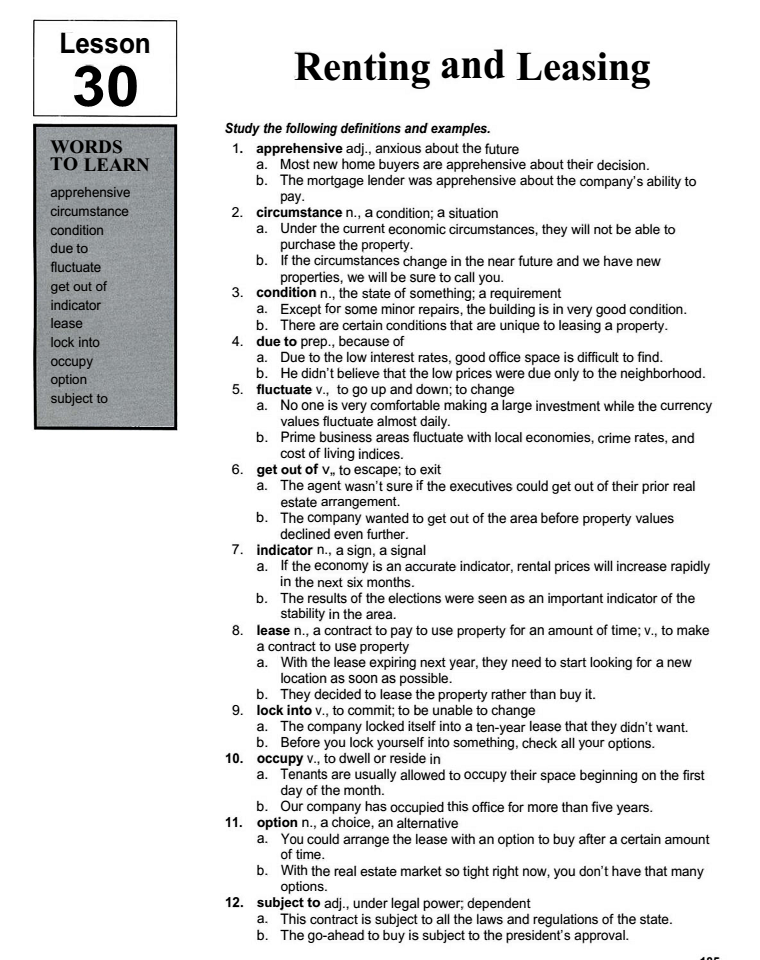 Lesson
30
Renting and Leasing
WORDS
TO LEARN
apprehensive
circumstance
condition
due to
fluctuate
get out of
indicator
lease
lock into
occupy
option
subject to
Study the following definitions and examples.
1. apprehensive adj., anxious about the future
a. Most new home buyers are apprehensive about their decision.
b. The mortgage lender was apprehensive about the company's ability to
pay.
2. circumstance n., a condition; a situation
a. Under the current economic circumstances, they will not be able to
purchase the property.
b. If the circumstances change in the near future and we have new
properties, we will be sure to call you.
3. condition n., the state of something; a requirement
a. Except for some minor repairs, the building is in very good condition.
b. There are certain conditions that are unique to leasing a property.
4. due to prep., because of
a. Due to the low interest rates, good office space is difficult to find.
b. He didn't believe that the low prices were due only to the neighborhood.
5. fluctuate v., to go up and down; to change
a. No one is very comfortable making a large investment while the currency
values fluctuate almost daily.
b. Prime business areas fluctuate with local economies, crime rates, and
cost of living indices.
6. get out of v,, to escape; to exit
a. The agent wasn't sure if the executives could get out of their prior real
estate arrangement.
b. The company wanted to get out of the area before property values
declined even further.
7. indicator n., a sign, a signal
a. If the economy is an accurate indicator, rental prices will increase rapidly
in the next six months.
b. The results of the elections were seen as an important indicator of the
stability in the area.
8. lease n., a contract to pay to use property for an amount of time; v., to make
a contract to use property
a. With the lease expiring next year, they need to start looking for a new
location as soon as possible.
b. They decided to lease the property rather than buy it.
9. lock into v., to commit; to be unable to change
a. The company locked itself into a ten-year lease that they didn't want.
b. Before you lock yourself into something, check all your options.
10. occupy v., to dwell or reside in
a. Tenants are usually allowed to occupy their space beginning on the first
day of the month.
b. Our company has occupied this office for more than five years.
11. option n., a choice, an alternative
a. You could arrange the lease with an option to buy after a certain amount
of time.
b. With the real estate market so tight right now, you don't have that many
options.
12. subject to adj., under legal power; dependent
a. This contract is subject to all the laws and regulations of the state.
b. The go-ahead to buy is subject to the president's approval.